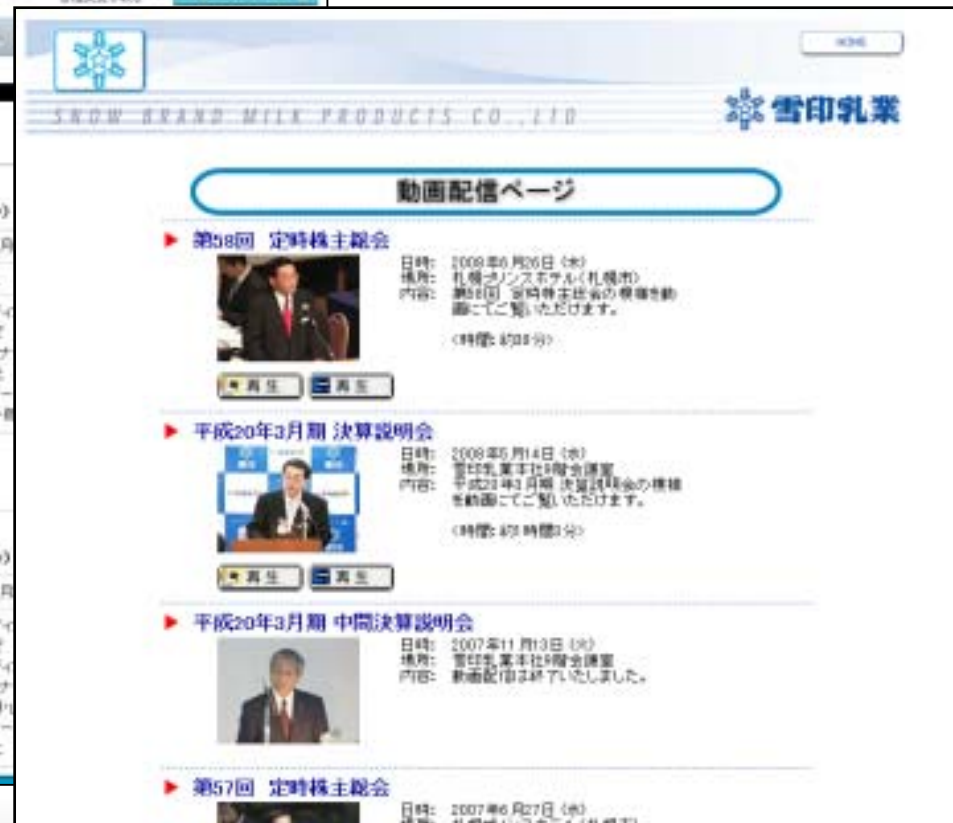 HOME
SNOW BRAND MILK PRODUCTS CO.,LTD
雪印乳業
動画配信ページ
第58回 定時株主総会
日時: 2008年6月26日(木)
場所: 札幌プリンスホテル(札幌市)
内容: 第58回 定時株主総会の模様を動
画にてご覧いただけます。
再生 再生
平成20年3月期 決算説明会
日時: 2008年5月14日(水)
場所: 雪印乳業本社9階会議室
内容: 平成20年3月期 決算説明会の模様
を動画にてご覧いただけます。
再生 再生
平成20年3月期 中間決算説明会
日時: 2007年11月13日(火)
場所: 雪印乳業本社9階会議室
内容: 動画配信は終了いたしました。
第57回 定時株主総会
日時: 2007年6月27日(水)